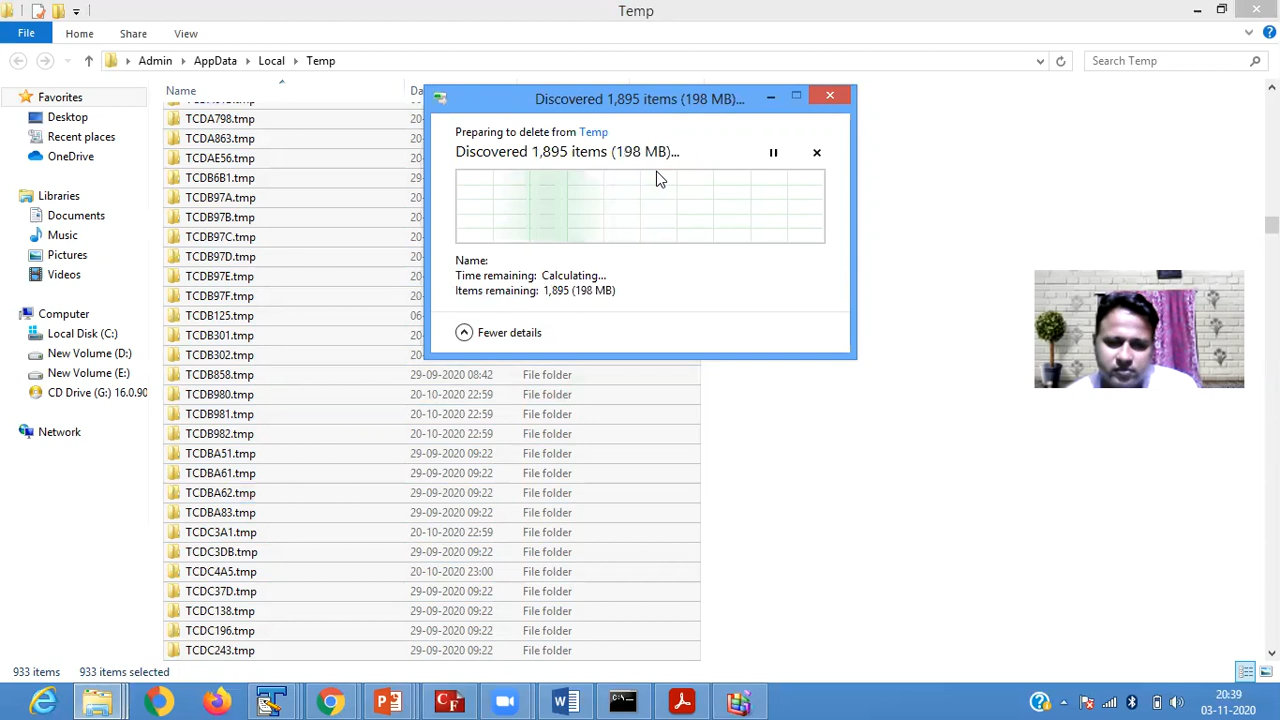 Temp
File
Home
Share
View
Admin
AppData
Local
Temp
Search Temp
Favorites
Desktop
Recent places
OneDrive
Libraries
Documents
Music
Pictures
Videos
Computer
Local Disk (C:)
New Volume (D:)
New Volume (E:)
CD Drive (G:) 16.0.90
Network
Name
TCDA798.tmp
TCDA863.tmp
TCDAE56.tmp
TCDB6B1.tmp
TCDB97A.tmp
TCDB97B.tmp
TCDB97C.tmp
TCDB97D.tmp
TCDB97E.tmp
TCDB97F.tmp
TCDB125.tmp
TCDB301.tmp
TCDB302.tmp
TCDB858.tmp 29-09-2020 08:42 File folder
TCDB980.tmp 20-10-2020 22:59 File folder
TCDB981.tmp 20-10-2020 22:59 File folder
TCDB982.tmp 20-10-2020 22:59 File folder
TCDBA51.tmp 29-09-2020 09:22 File folder
TCDBA61.tmp 29-09-2020 09:22 File folder
TCDBA62.tmp 29-09-2020 09:22 File folder
TCDBA83.tmp 29-09-2020 09:22 File folder
TCDC3A1.tmp 20-10-2020 22:59 File folder
TCDC3DB.tmp 29-09-2020 09:22 File folder
TCDC4A5.tmp 20-10-2020 23:00 File folder
TCDC37D.tmp 29-09-2020 09:22 File folder
TCDC138.tmp 29-09-2020 09:22 File folder
TCDC196.tmp 29-09-2020 09:22 File folder
TCDC243.tmp 29-09-2020 09:22 File folder
Discovered 1,895 items (198 MB)...
Preparing to delete from Temp
Discovered 1,895 items (198 MB)...
Name:
Time remaining: Calculating...
Items remaining: 1,895 (198 MB)
Fewer details
933 items 933 items selected
20:39
03-11-2020